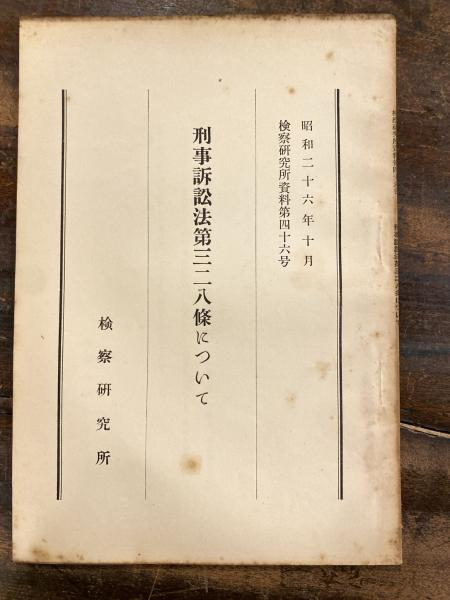 昭和二十六年十月
検察研究所資料第四十六号
刑事訴訟法第三二八條について
検察研究所